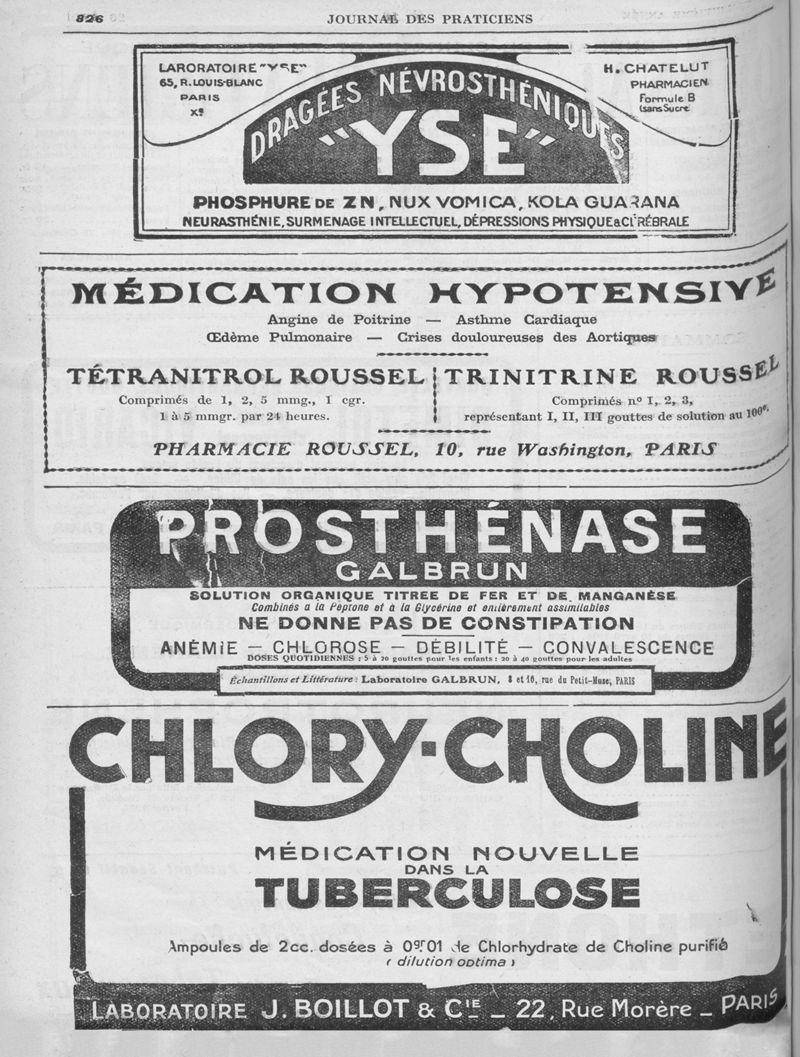 826
JOURNAL DES PRATICIENS
LARORATOIRE "YSE"
65, R. LOUIS-BLANC
PARIS
Xe
H. CHATELUT
PHARMACIEN
Formule B
(sans Sucre)
DRAGÉES NÉVROSTHÉNIQUES
"YSE"
PHOSPHURE DE ZN, NUX VOMICA, KOLA GUARANA
NEURASTHÉNIE, SURMENAGE INTELLECTUEL, DÉPRESSIONS PHYSIQUE & CÉRÉBRALE
MÉDICATION HYPOTENSIVE
Angine de Poitrine — Asthme Cardiaque
Œdème Pulmonaire — Crises douloureuses des Aortiques
TÉTRANITROL ROUSSEL
Comprimés de 1, 2, 5 mmg., 1 cgr.
1 à 5 mmgr. par 24 heures.
TRINITRINE ROUSSEL
Comprimés nº 1, 2, 3,
représentant I, II, III gouttes de solution au 100e.
PHARMACIE ROUSSEL, 10, rue Washington, PARIS
PROSTHÉNASE
GALBRUN
SOLUTION ORGANIQUE TITRÉE DE FER ET DE MANGANÈSE
Combinés a la Peptone et à la Glycérine et entièrement assimilables
NE DONNE PAS DE CONSTIPATION
ANÉMiE — CHLOROSE — DÉBILITÉ — CONVALESCENCE
DOSES QUOTIDIENNES : 5 à 20 gouttes pour les enfants : 20 à 40 gouttes pour les adultes
Échantillons et Littérature : Laboratoire GALBRUN, 8 et 10, rue du Petit-Musc, PARIS
CHLORY-CHOLINE
MÉDICATION NOUVELLE
DANS LA
TUBERCULOSE
Ampoules de 2cc. dosées à 0gr01 de Chlorhydrate de Choline purifié
( dilution optima )
LABORATOIRE J. BOILLOT & CIE _ 22, Rue Morère _ PARIS